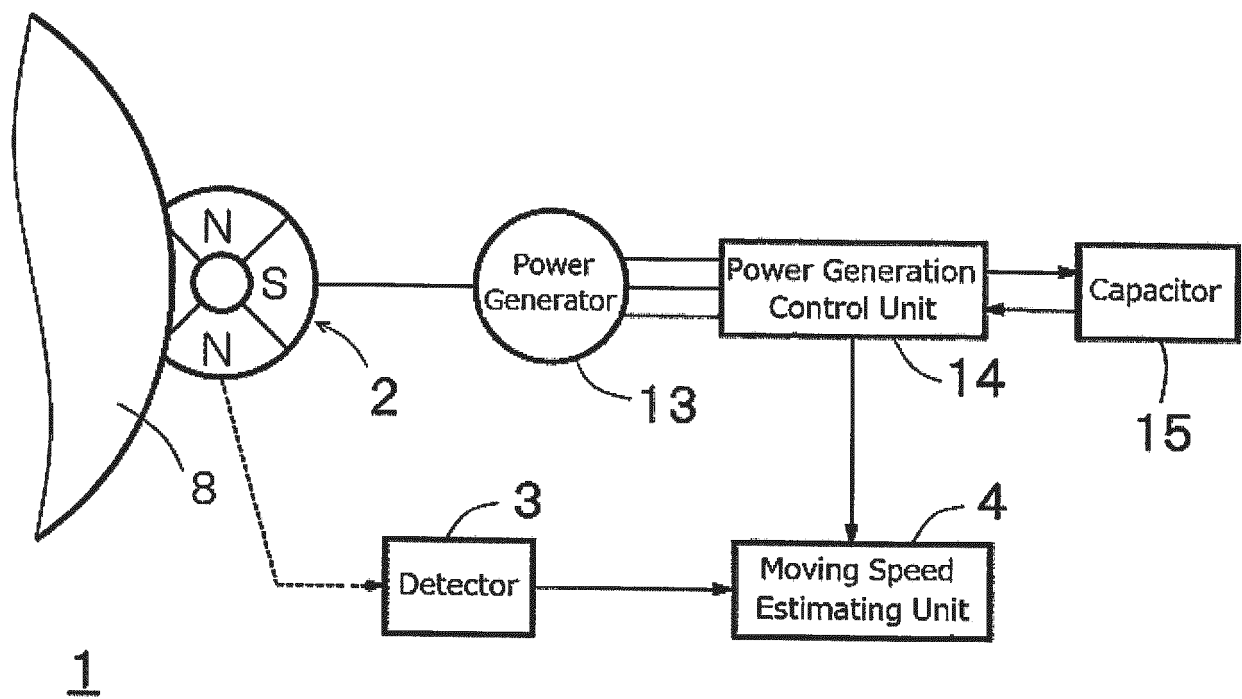 N
S
N
2
8
Power
Generator
13
Power Generation
Control Unit
14
Capacitor
15
Detector
3
Moving Speed
Estimating Unit
4
1